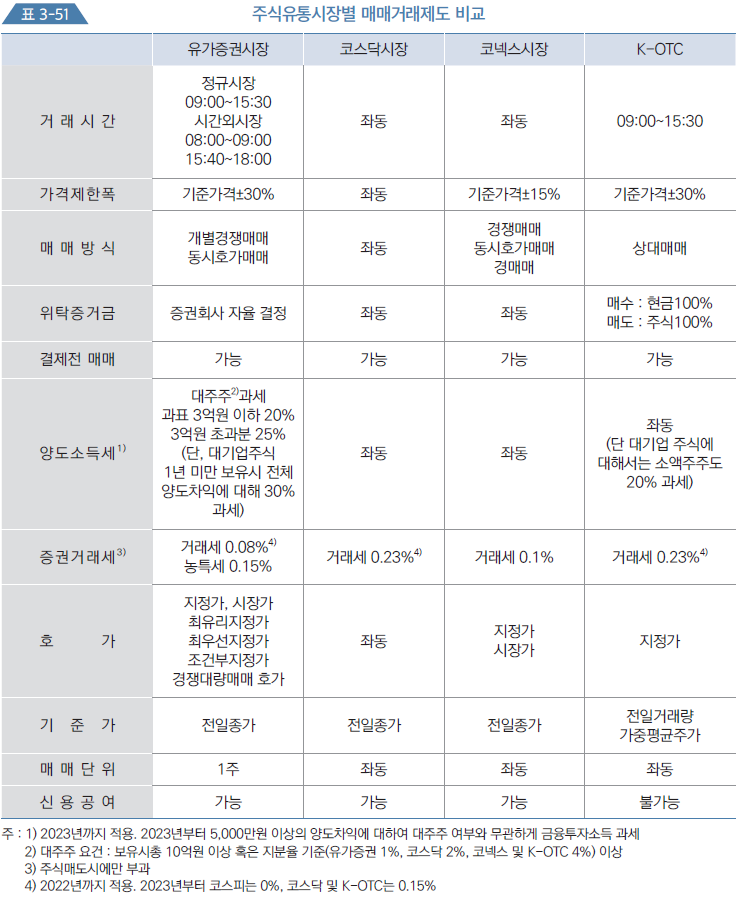 표 3-51 주식유통시장별 매매거래제도 비교
유가증권시장 코스닥시장 코넥스시장 K-OTC
거래시간 정규시장 09:00~15:30 시간외시장 08:00~09:00 15:40~18:00 좌동 좌동 09:00~15:30
가격제한폭 기준가격±30% 좌동 기준가격±15% 기준가격±30%
매매방식 개별경쟁매매 동시호가매매 좌동 경쟁매매 동시호가매매 경매매 상대매매
위탁증거금 증권회사 자율 결정 좌동 좌동 매수 : 현금100% 매도 : 주식100%
결제전 매매 가능 가능 가능 가능
양도소득세1) 대주주2)과세 과표 3억원 이하 20% 3억원 초과분 25% (단, 대기업주식 1년 미만 보유시 전체 양도차익에 대해 30% 과세) 좌동 좌동 좌동 (단 대기업 주식에 대해서는 소액주주도 20% 과세)
증권거래세3) 거래세 0.08%4) 농특세 0.15% 거래세 0.23%4) 거래세 0.1% 거래세 0.23%4)
호 가 지정가, 시장가 최유리지정가 최우선지정가 조건부지정가 경쟁대량매매 호가 좌동 지정가 시장가 지정가
기 준 가 전일종가 전일종가 전일종가 전일거래량 가중평균주가
매매단위 1주 좌동 좌동 좌동
신용공여 가능 가능 가능 불가능
주 : 1) 2023년까지 적용. 2023년부터 5,000만원 이상의 양도차익에 대하여 대주주 여부와 무관하게 금융투자소득 과세
2) 대주주 요건 : 보유시총 10억원 이상 혹은 지분율 기준(유가증권 1%, 코스닥 2%, 코넥스 및 K-OTC 4%) 이상
3) 주식매도시에만 부과
4) 2022년까지 적용. 2023년부터 코스피는 0%, 코스닥 및 K-OTC는 0.15%